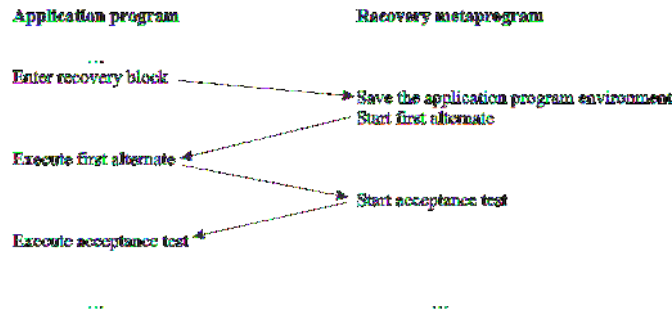 Application program
Recovery metaprogram
...
Enter recovery block
Save the application program environment
Start first alternate
Execute first alternate
Start acceptance test
Execute acceptance test
...
...